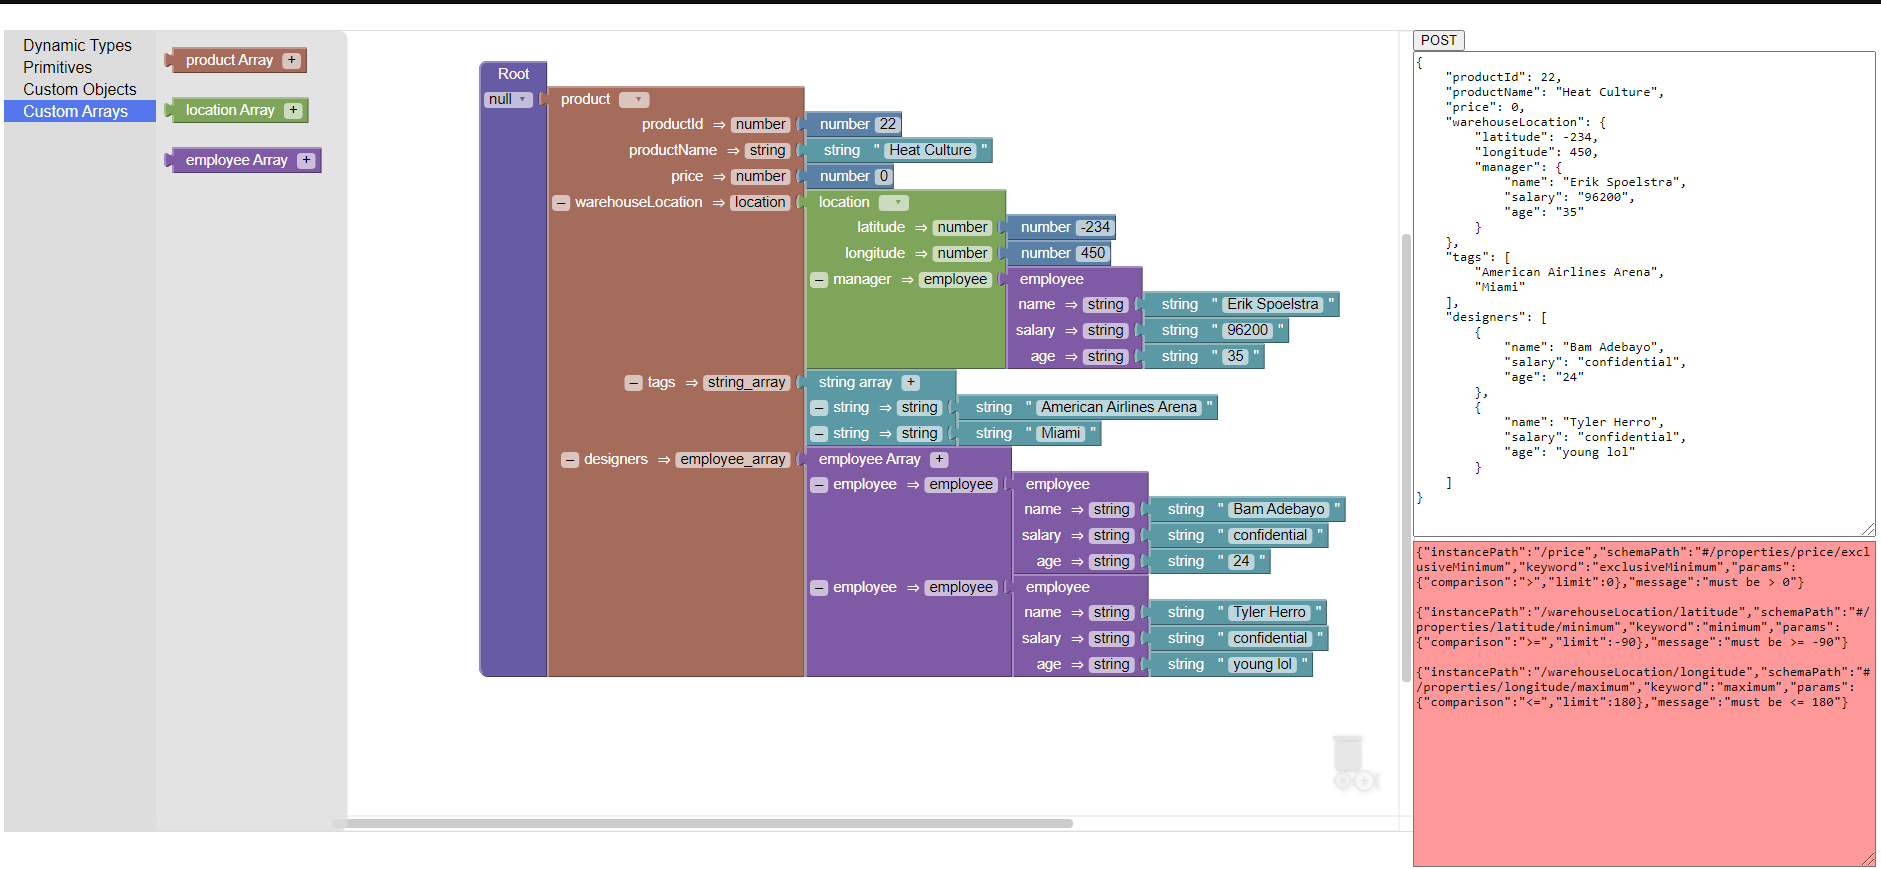 Dynamic Types
Primitives
Custom Objects
Custom Arrays
product Array +
location Array +
employee Array +
Root
null
product
productId ⇒ number number 22
productName ⇒ string string " Heat Culture "
price ⇒ number number 0
– warehouseLocation ⇒ location location
latitude ⇒ number number -234
longitude ⇒ number number 450
– manager ⇒ employee employee
name ⇒ string string " Erik Spoelstra "
salary ⇒ string string " 96200 "
age ⇒ string string " 35 "
– tags ⇒ string_array string array +
– string ⇒ string string " American Airlines Arena "
– string ⇒ string string " Miami "
– designers ⇒ employee_array employee Array +
– employee ⇒ employee employee
name ⇒ string string " Bam Adebayo "
salary ⇒ string string " confidential "
age ⇒ string string " 24 "
– employee ⇒ employee employee
name ⇒ string string " Tyler Herro "
salary ⇒ string string " confidential "
age ⇒ string string " young lol "
POST
{
    "productId": 22,
    "productName": "Heat Culture",
    "price": 0,
    "warehouseLocation": {
        "latitude": -234,
        "longitude": 450,
        "manager": {
            "name": "Erik Spoelstra",
            "salary": "96200",
            "age": "35"
        }
    },
    "tags": [
        "American Airlines Arena",
        "Miami"
    ],
    "designers": [
        {
            "name": "Bam Adebayo",
            "salary": "confidential",
            "age": "24"
        },
        {
            "name": "Tyler Herro",
            "salary": "confidential",
            "age": "young lol"
        }
    ]
}
{"instancePath":"/price","schemaPath":"#/properties/price/excl
usiveMinimum","keyword":"exclusiveMinimum","params":
{"comparison":">","limit":0},"message":"must be > 0"}
{"instancePath":"/warehouseLocation/latitude","schemaPath":"#/
properties/latitude/minimum","keyword":"minimum","params":
{"comparison":">=","limit":-90},"message":"must be >= -90"}
{"instancePath":"/warehouseLocation/longitude","schemaPath":"#
/properties/longitude/maximum","keyword":"maximum","params":
{"comparison":"<=","limit":180},"message":"must be <= 180"}